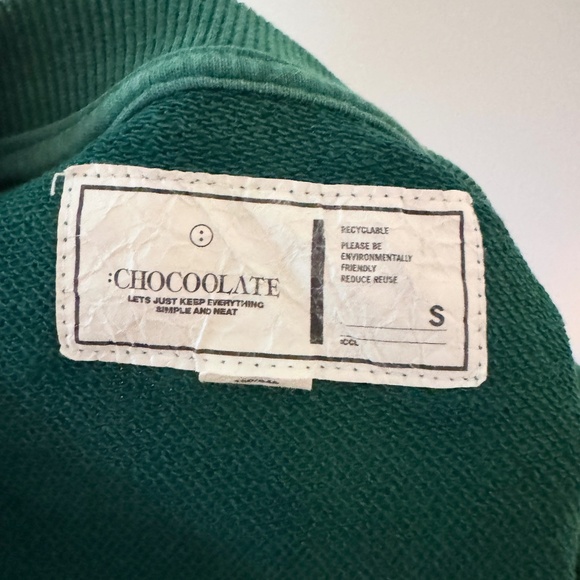 :CHOCOOLATE
LETS JUST KEEP EVERYTHING
SIMPLE AND NEAT
RECYCLABLE
PLEASE BE
ENVIRONMENTALLY
FRIENDLY
REDUCE REUSE
S
:CCL